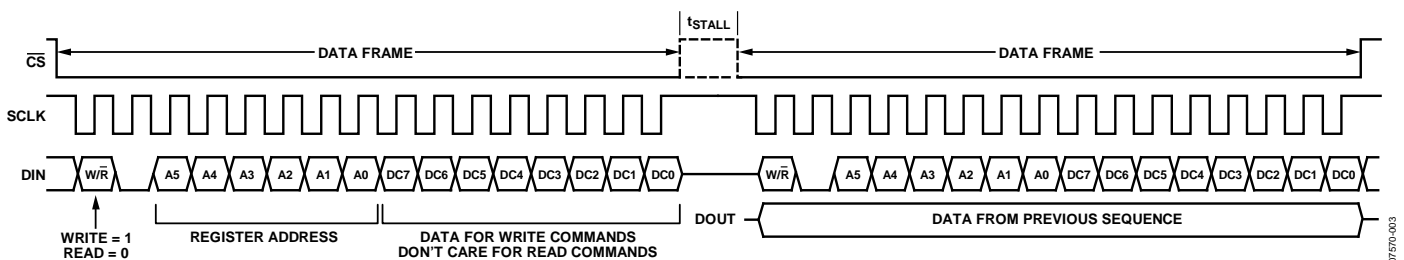 tSTALL
DATA FRAME
DATA FRAME
CS
SCLK
DIN
W/R A5 A4 A3 A2 A1 A0 DC7 DC6 DC5 DC4 DC3 DC2 DC1 DC0
W/R A5 A4 A3 A2 A1 A0 DC7 DC6 DC5 DC4 DC3 DC2 DC1 DC0
WRITE = 1
READ = 0
REGISTER ADDRESS
DATA FOR WRITE COMMANDS
DON'T CARE FOR READ COMMANDS
DOUT
DATA FROM PREVIOUS SEQUENCE
07570-003